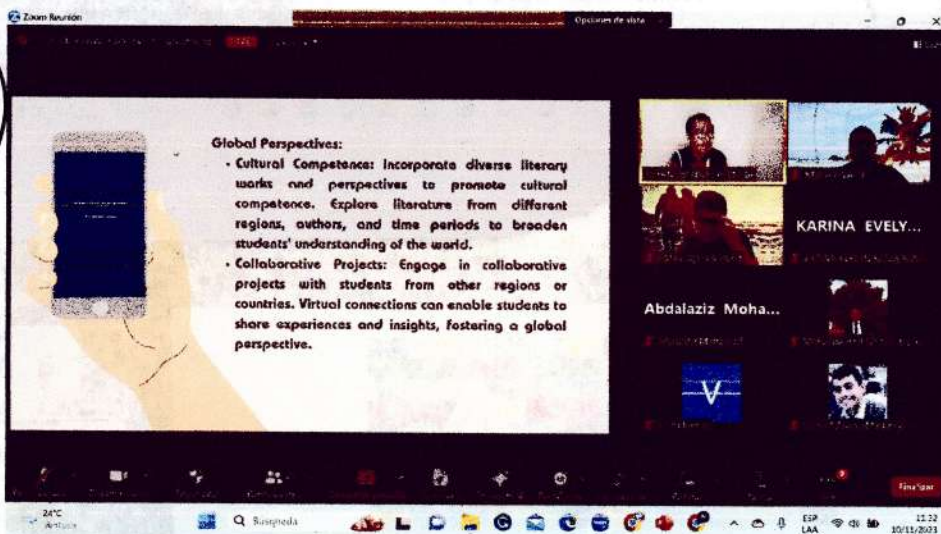 Zoom Reunión
Opciones de vista
Global Perspectives:
• Cultural Competence: Incorporate diverse literary
works and perspectives to promote cultural
competence. Explore literature from different
regions, authors, and time periods to broaden
students' understanding of the world.
• Collaborative Projects: Engage in collaborative
projects with students from other regions or
countries. Virtual connections can enable students to
share experiences and insights, fostering a global
perspective.
KARINA EVELY...
Abdalaziz Moha...
V
Finalizar
24°C
Búsqueda
ESP
LAA
11:32
10/11/2023